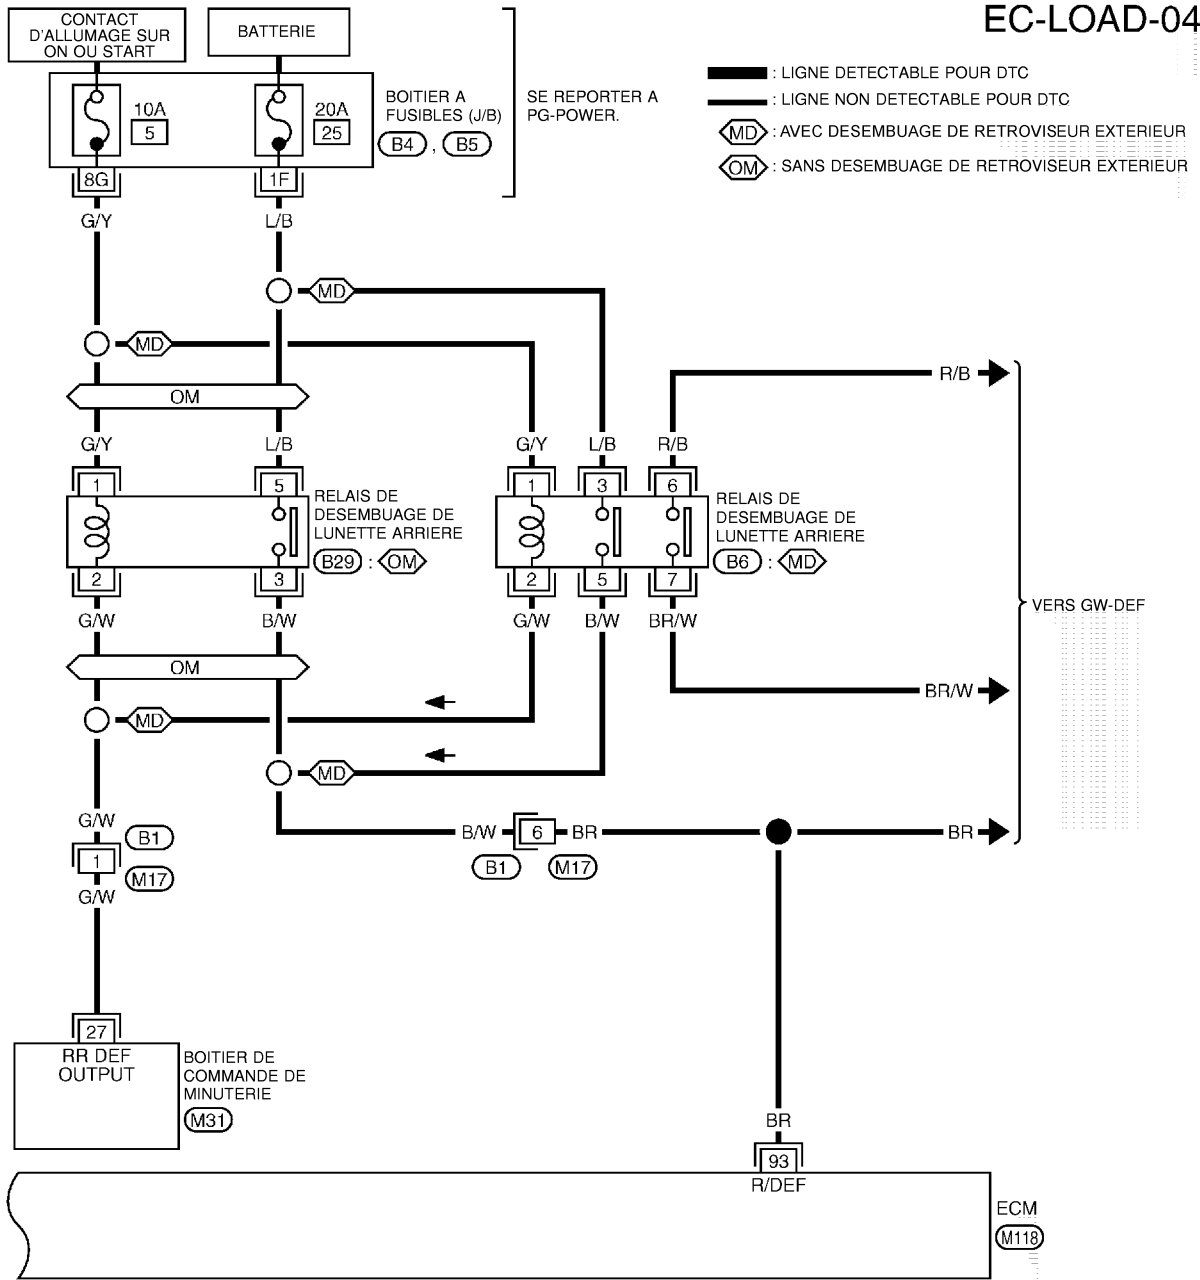 EC-LOAD-04
CONTACT
D'ALLUMAGE SUR
ON OU START
BATTERIE
10A
5
20A
25
BOITIER A
FUSIBLES (J/B)
B4 , B5
SE REPORTER A
PG-POWER.
: LIGNE DETECTABLE POUR DTC
: LIGNE NON DETECTABLE POUR DTC
MD : AVEC DESEMBUAGE DE RETROVISEUR EXTERIEUR
OM : SANS DESEMBUAGE DE RETROVISEUR EXTERIEUR
8G
1F
G/Y
L/B
MD
MD
OM
R/B
G/Y
L/B
G/Y
L/B
R/B
1
5
1
3
6
RELAIS DE
DESEMBUAGE DE
LUNETTE ARRIERE
B29 : OM
RELAIS DE
DESEMBUAGE DE
LUNETTE ARRIERE
B6 : MD
2
3
2
5
7
G/W
B/W
G/W
B/W
BR/W
VERS GW-DEF
OM
BR/W
MD
MD
G/W
B1
1
M17
G/W
B/W
6
BR
B1
M17
BR
27
RR DEF
OUTPUT
BOITIER DE
COMMANDE DE
MINUTERIE
M31
BR
93
R/DEF
ECM
M118